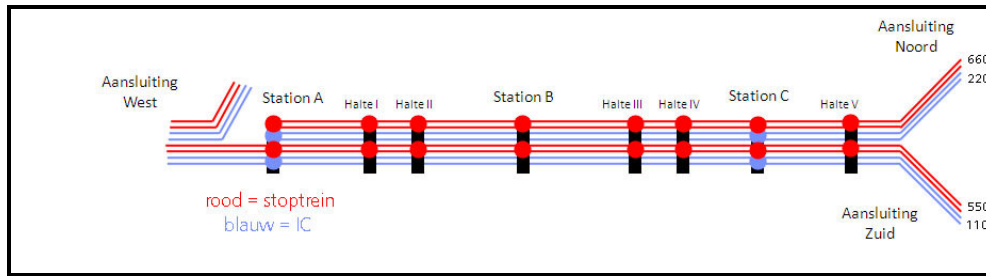 Aansluiting
Noord
660
220
Aansluiting
West
Station A
Halte I
Halte II
Station B
Halte III
Halte IV
Station C
Halte V
rood = stoptrein
blauw = IC
Aansluiting
Zuid
550
110